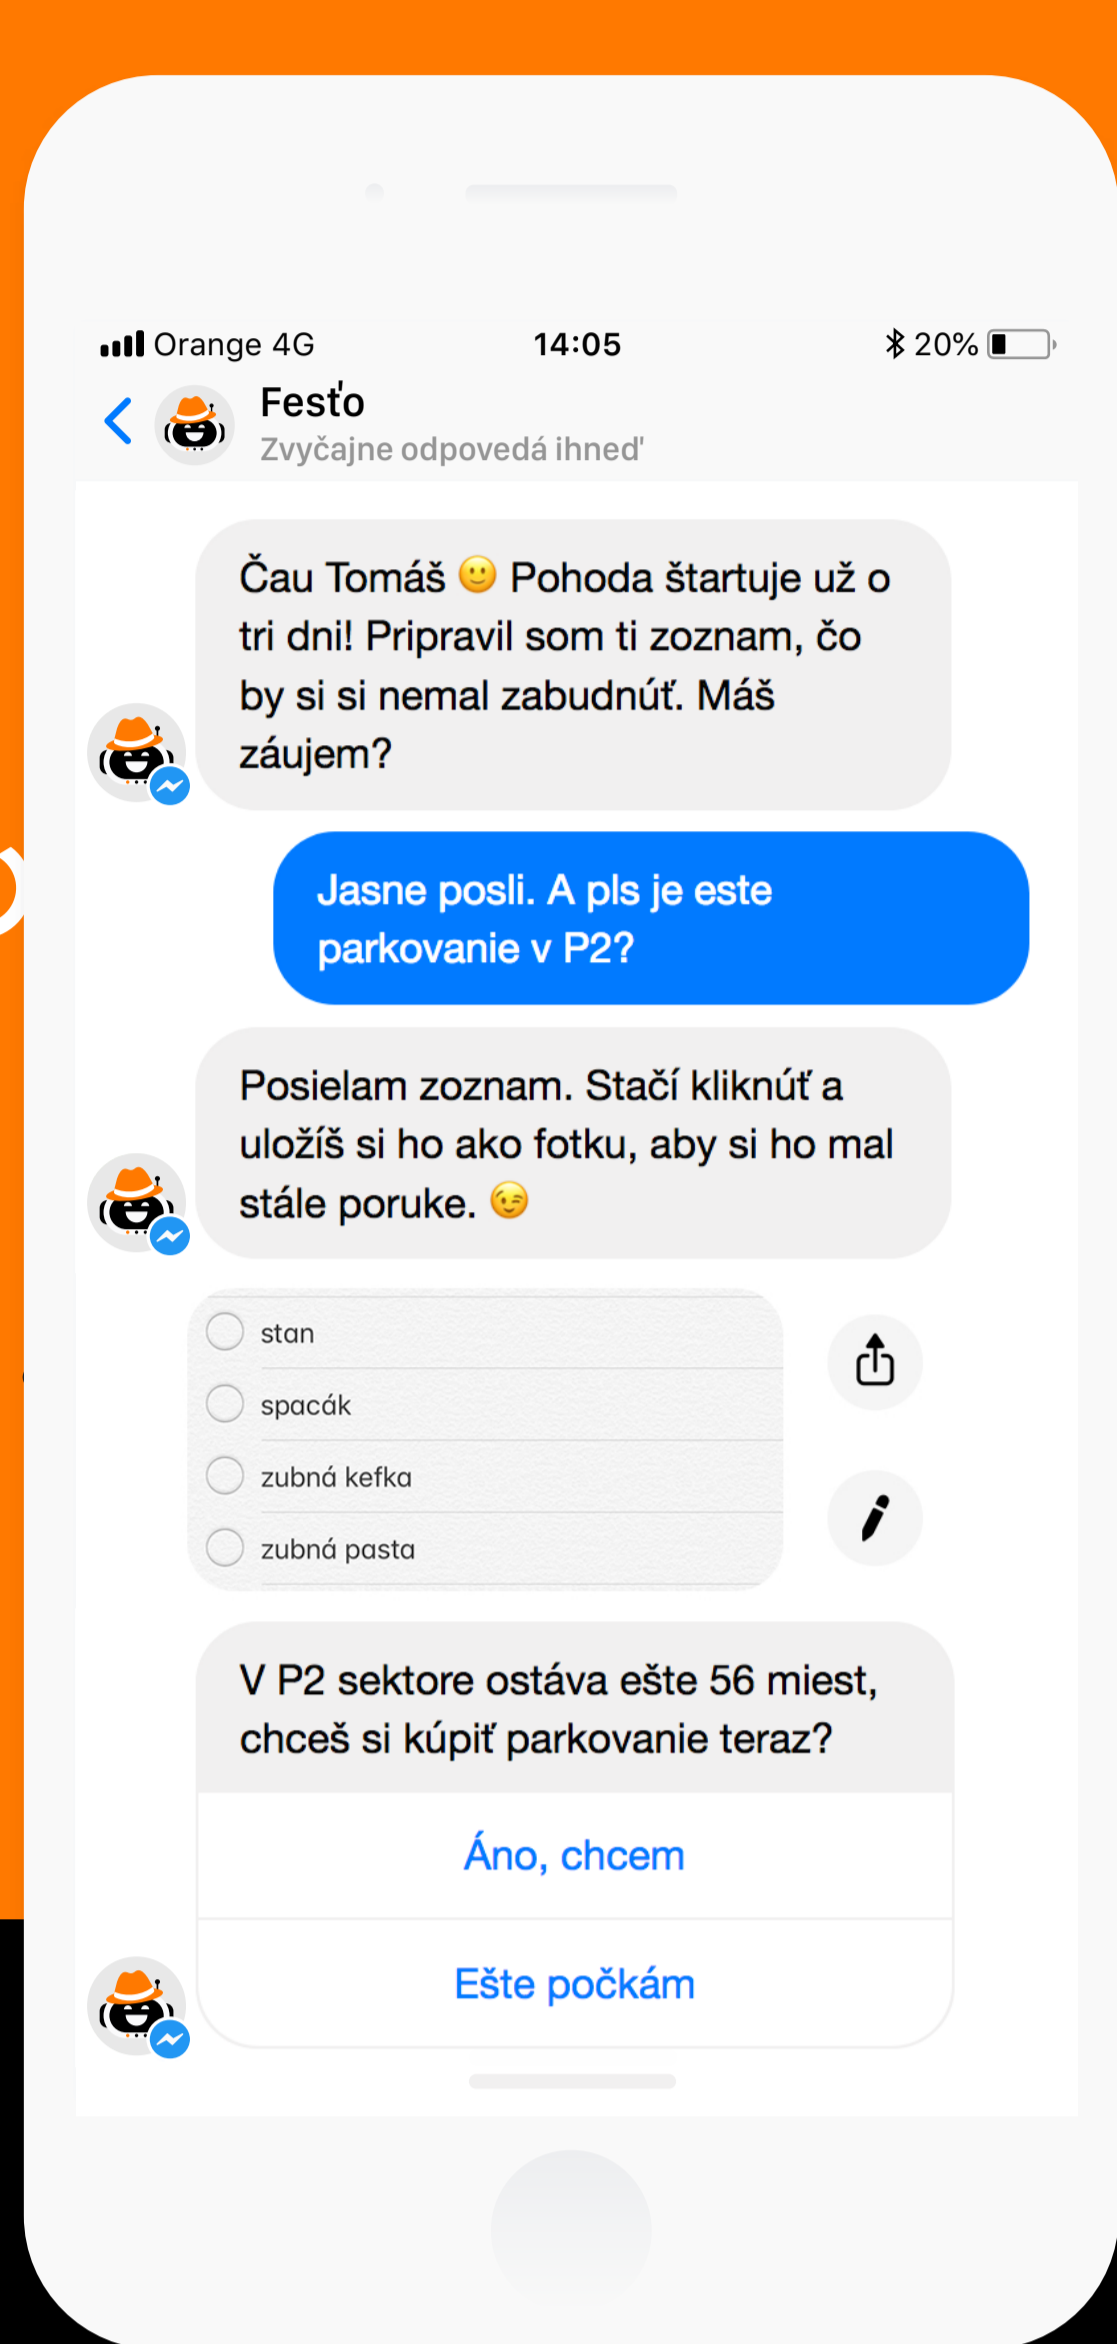 Orange 4G
14:05
20%
Fesťo
Zvyčajne odpovedá ihneď
Čau Tomáš 🙂 Pohoda štartuje už o
tri dni! Pripravil som ti zoznam, čo
by si si nemal zabudnúť. Máš
záujem?
Jasne posli. A pls je este
parkovanie v P2?
Posielam zoznam. Stačí kliknúť a
uložíš si ho ako fotku, aby si ho mal
stále poruke. 😉
stan
spacák
zubná kefka
zubná pasta
V P2 sektore ostáva ešte 56 miest,
chceš si kúpiť parkovanie teraz?
Áno, chcem
Ešte počkám